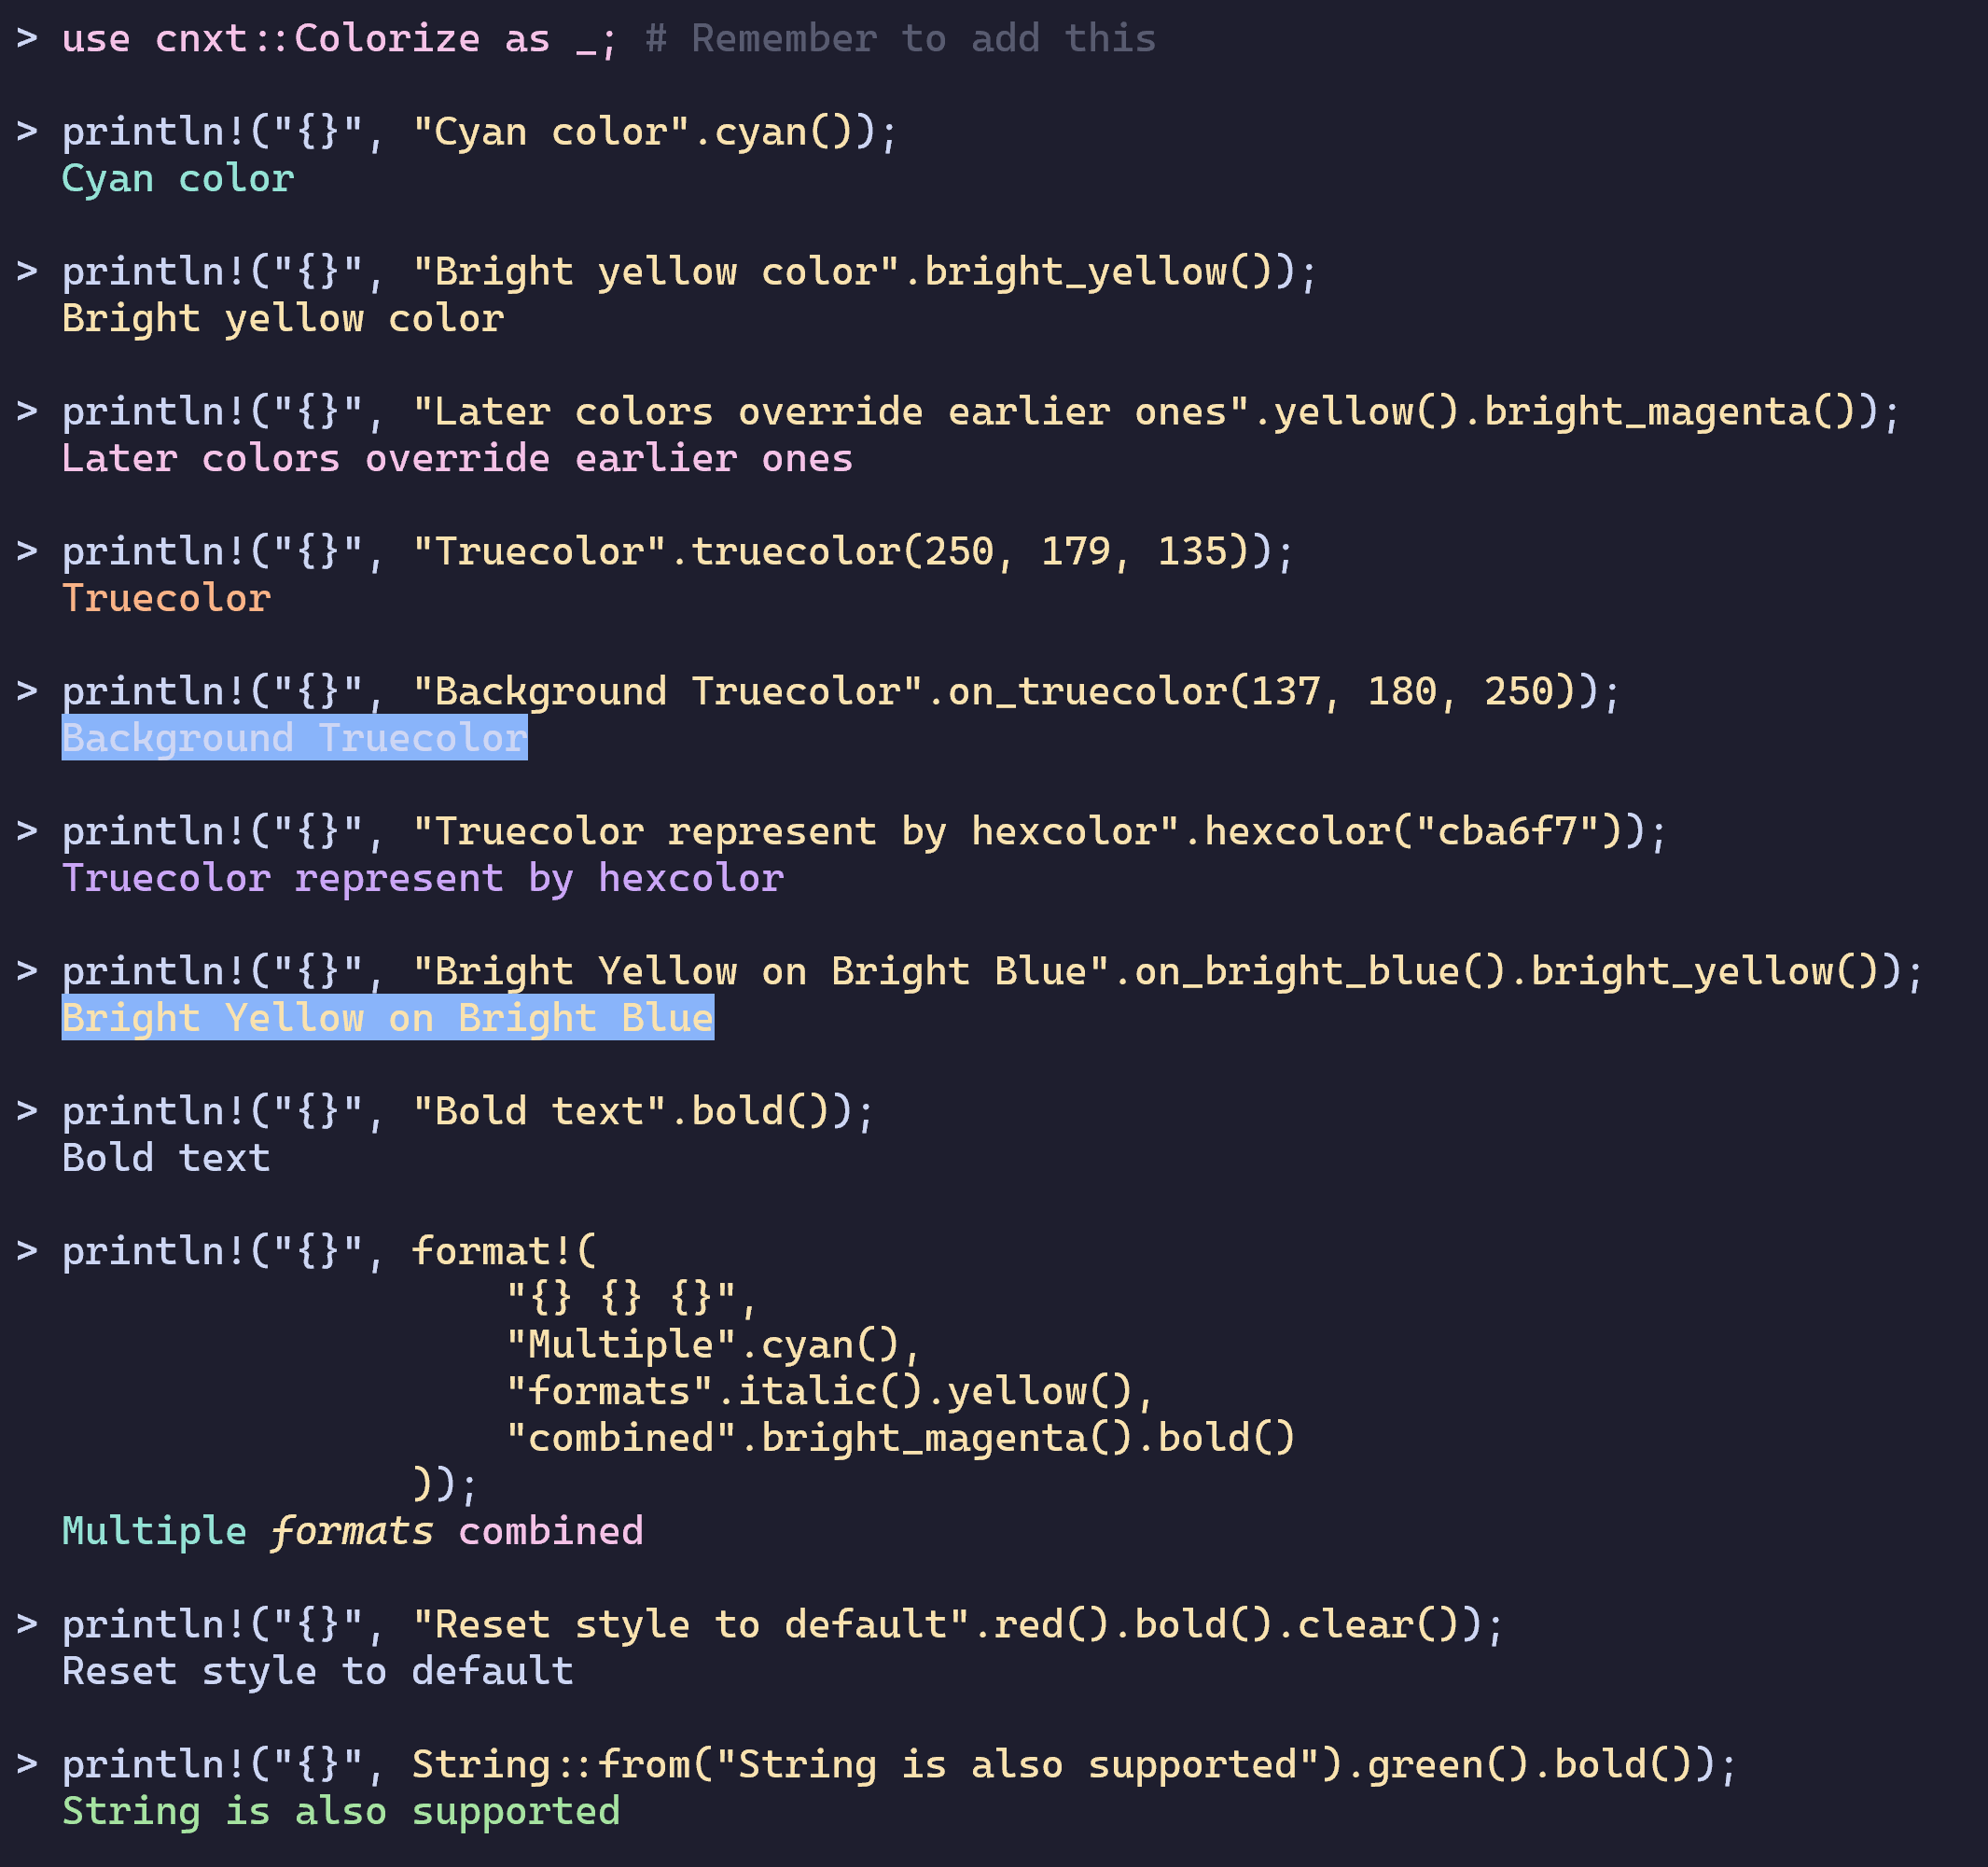 > use cnxt::Colorize as _; # Remember to add this
> println!("{}", "Cyan color".cyan());
Cyan color
> println!("{}", "Bright yellow color".bright_yellow());
Bright yellow color
> println!("{}", "Later colors override earlier ones".yellow().bright_magenta());
Later colors override earlier ones
> println!("{}", "Truecolor".truecolor(250, 179, 135));
Truecolor
> println!("{}", "Background Truecolor".on_truecolor(137, 180, 250));
Background Truecolor
> println!("{}", "Truecolor represent by hexcolor".hexcolor("cba6f7"));
Truecolor represent by hexcolor
> println!("{}", "Bright Yellow on Bright Blue".on_bright_blue().bright_yellow());
Bright Yellow on Bright Blue
> println!("{}", "Bold text".bold());
Bold text
> println!("{}", format!(
"{} {} {}",
"Multiple".cyan(),
"formats".italic().yellow(),
"combined".bright_magenta().bold()
));
Multiple formats combined
> println!("{}", "Reset style to default".red().bold().clear());
Reset style to default
> println!("{}", String::from("String is also supported").green().bold());
String is also supported